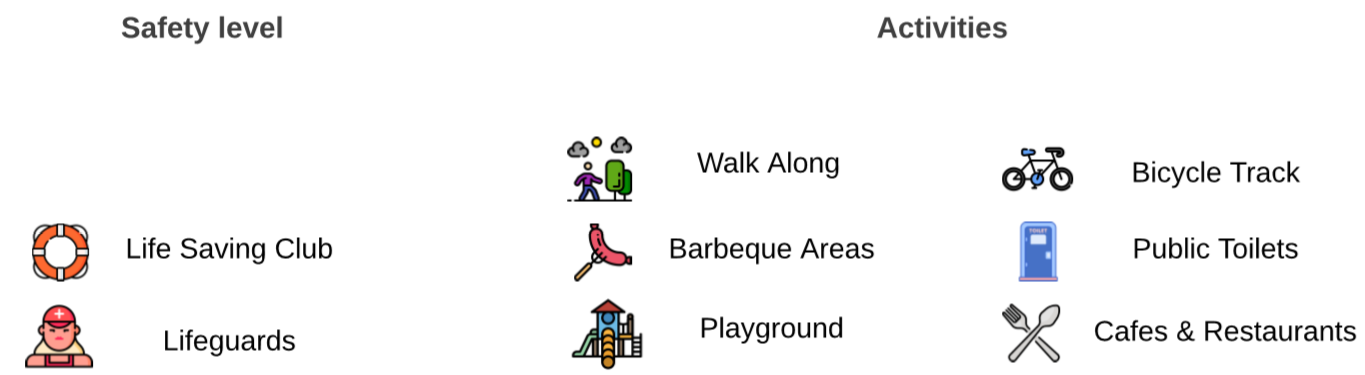 Safety level
Activities
Walk Along
Bicycle Track
Life Saving Club
Barbeque Areas
TOILET
Public Toilets
Lifeguards
Playground
Cafes & Restaurants